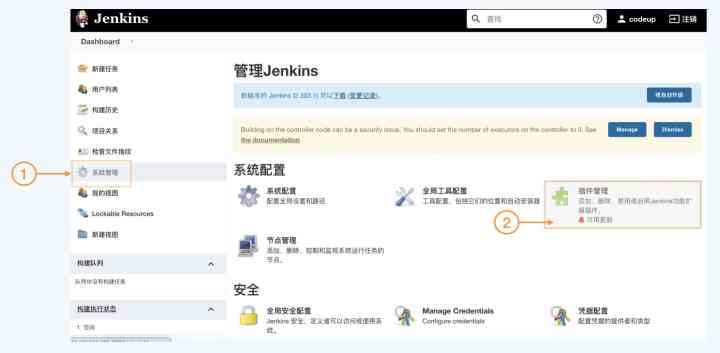 Jenkins
查找
codeup
注销
Dashboard
新建任务
用户列表
构建历史
项目关系
检查文件指纹
1
系统管理
我的视图
Lockable Resources
新建视图
构建队列
队列中没有构建任务
构建执行状态
1 空闲
管理Jenkins
新版本的 Jenkins (2.303.1) 可以下载 (变更记录)。
或自动升级
Building on the controller node can be a security issue. You should set the number of executors on the controller to 0. See
the documentation
Manage
Dismiss
系统配置
系统配置
配置全局设置和路径
全局工具配置
工具配置，包括它们的位置和自动安装器
插件管理
添加、删除、禁用或启用Jenkins功能扩
展插件。
2
可用更新
节点管理
添加、删除、控制和监视系统运行任务的
节点。
安全
全局安全配置
Jenkins 安全，定义谁可以访问或使用系
统。
Manage Credentials
Configure credentials
凭据配置
配置凭据的提供者和类型